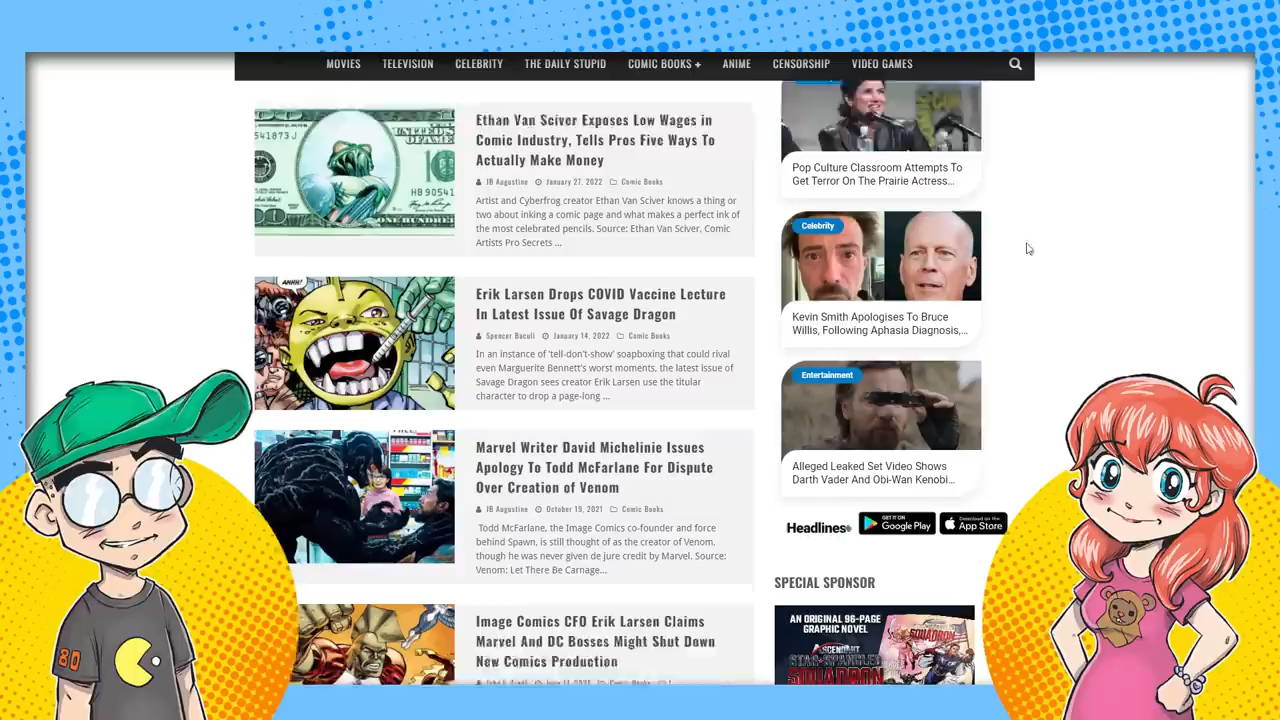 MOVIES TELEVISION CELEBRITY THE DAILY STUPID COMIC BOOKS + ANIME CENSORSHIP VIDEO GAMES
541873J
UNITED S
H8 90541
ONE HUNDRED
Ethan Van Sciver Exposes Low Wages in
Comic Industry, Tells Pros Five Ways To
Actually Make Money
JB Augustine January 27, 2022 Comic Books
Artist and Cyberfrog creator Ethan Van Sciver knows a thing or
two about inking a comic page and what makes a perfect ink of
the most celebrated pencils. Source: Ethan Van Sciver, Comic
Artists Pro Secrets ...
AHHH!
Erik Larsen Drops COVID Vaccine Lecture
In Latest Issue Of Savage Dragon
Spencer Baculi January 14, 2022 Comic Books
In an instance of 'tell-don't-show' soapboxing that could rival
even Marguerite Bennett's worst moments, the latest issue of
Savage Dragon sees creator Erik Larsen use the titular
character to drop a page-long ...
Marvel Writer David Michelinie Issues
Apology To Todd McFarlane For Dispute
Over Creation of Venom
JB Augustine October 19, 2021 Comic Books
Todd McFarlane, the Image Comics co-founder and force
behind Spawn, is still thought of as the creator of Venom,
though he was never given de jure credit by Marvel. Source:
Venom: Let There Be Carnage...
Image Comics CFO Erik Larsen Claims
Marvel And DC Bosses Might Shut Down
New Comics Production
Pop Culture Classroom Attempts To
Get Terror On The Prairie Actress...
Celebrity
Kevin Smith Apologises To Bruce
Willis, Following Aphasia Diagnosis,...
Entertainment
Alleged Leaked Set Video Shows
Darth Vader And Obi-Wan Kenobi...
Headlines
GET IT ON
Google Play
Download on the
App Store
SPECIAL SPONSOR
AN ORIGINAL 96-PAGE
GRAPHIC NOVEL
SQUADRON
STAR-SPANGLED
SQUADRON
80